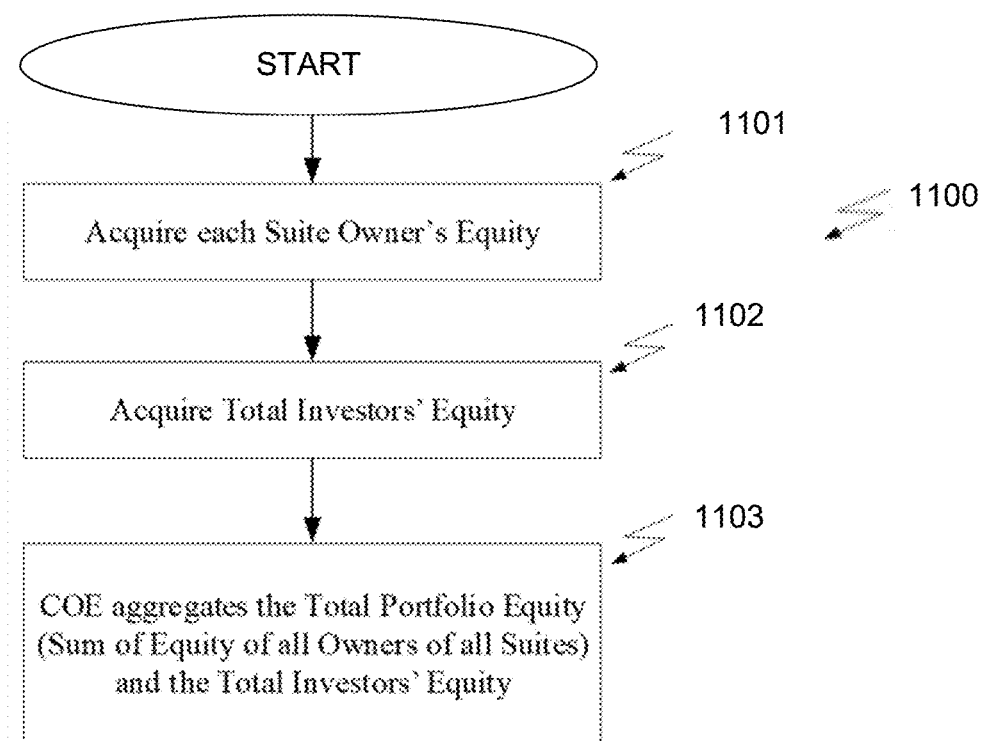 START
1101
1100
Acquire each Suite Owner's Equity
1102
Acquire Total Investors' Equity
1103
COE aggregates the Total Portfolio Equity
(Sum of Equity of all Owners of all Suites)
and the Total Investors' Equity